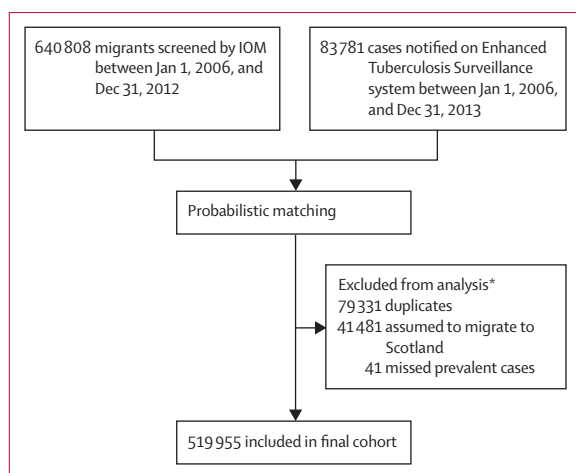 640 808 migrants screened by IOM
between Jan 1, 2006, and
Dec 31, 2012
83 781 cases notified on Enhanced
Tuberculosis Surveillance
system between Jan 1, 2006,
and Dec 31, 2013
Probabilistic matching
Excluded from analysis*
79 331 duplicates
41 481 assumed to migrate to
Scotland
41 missed prevalent cases
519 955 included in final cohort